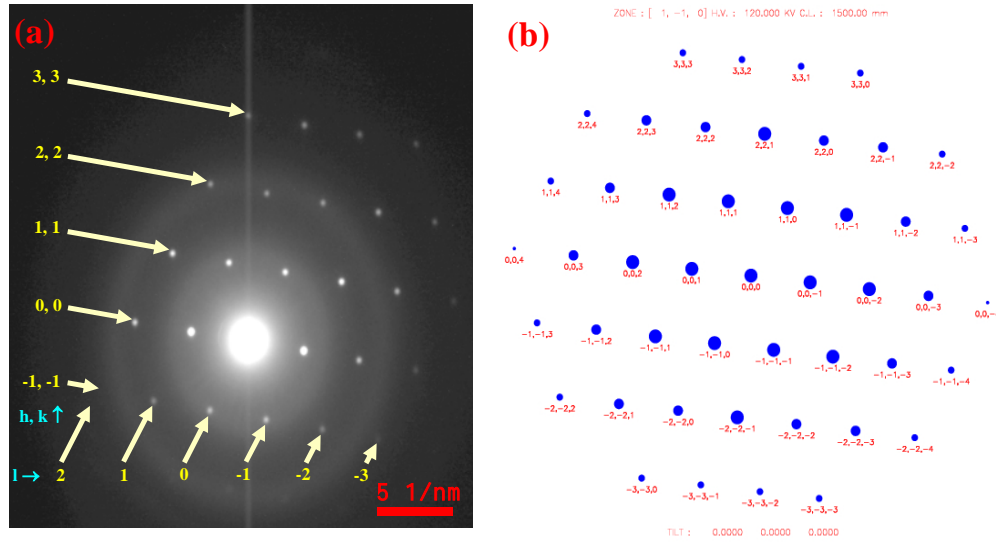 (a)
3, 3
2, 2
1, 1
0, 0
-1, -1
h, k ↑
l → 2 1 0 -1 -2 -3
5 1/nm
ZONE : [ 1, -1, 0] H.V. : 120.000 KV C.L. : 1500.00 mm
(b)
3,3,3 3,3,2 3,3,1 3,3,0
2,2,4 2,2,3 2,2,2 2,2,1 2,2,0 2,2,-1 2,2,-2
1,1,4 1,1,3 1,1,2 1,1,1 1,1,0 1,1,-1 1,1,-2 1,1,-3
0,0,4 0,0,3 0,0,2 0,0,1 0,0,0 0,0,-1 0,0,-2 0,0,-3
-1,-1,3 -1,-1,2 -1,-1,1 -1,-1,0 -1,-1,-1 -1,-1,-2 -1,-1,-3 -1,-1,-4
-2,-2,2 -2,-2,1 -2,-2,0 -2,-2,-1 -2,-2,-2 -2,-2,-3 -2,-2,-4
-3,-3,0 -3,-3,-1 -3,-3,-2 -3,-3,-3
TILT : 0.0000 0.0000 0.0000